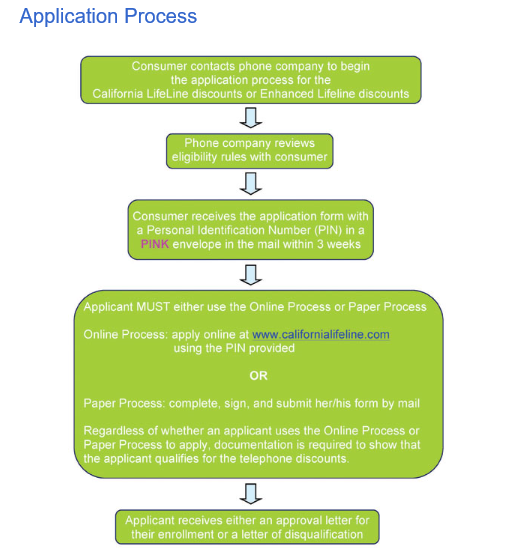 Application Process
Consumer contacts phone company to begin
the application process for the
California LifeLine discounts or Enhanced Lifeline discounts
Phone company reviews
eligibility rules with consumer
Consumer receives the application form with
a Personal Identification Number (PIN) in a
PINK envelope in the mail within 3 weeks
Applicant MUST either use the Online Process or Paper Process
Online Process: apply online at www.californialifeline.com
using the PIN provided
OR
Paper Process: complete, sign, and submit her/his form by mail
Regardless of whether an applicant uses the Online Process or
Paper Process to apply, documentation is required to show that
the applicant qualifies for the telephone discounts.
Applicant receives either an approval letter for
their enrollment or a letter of disqualification